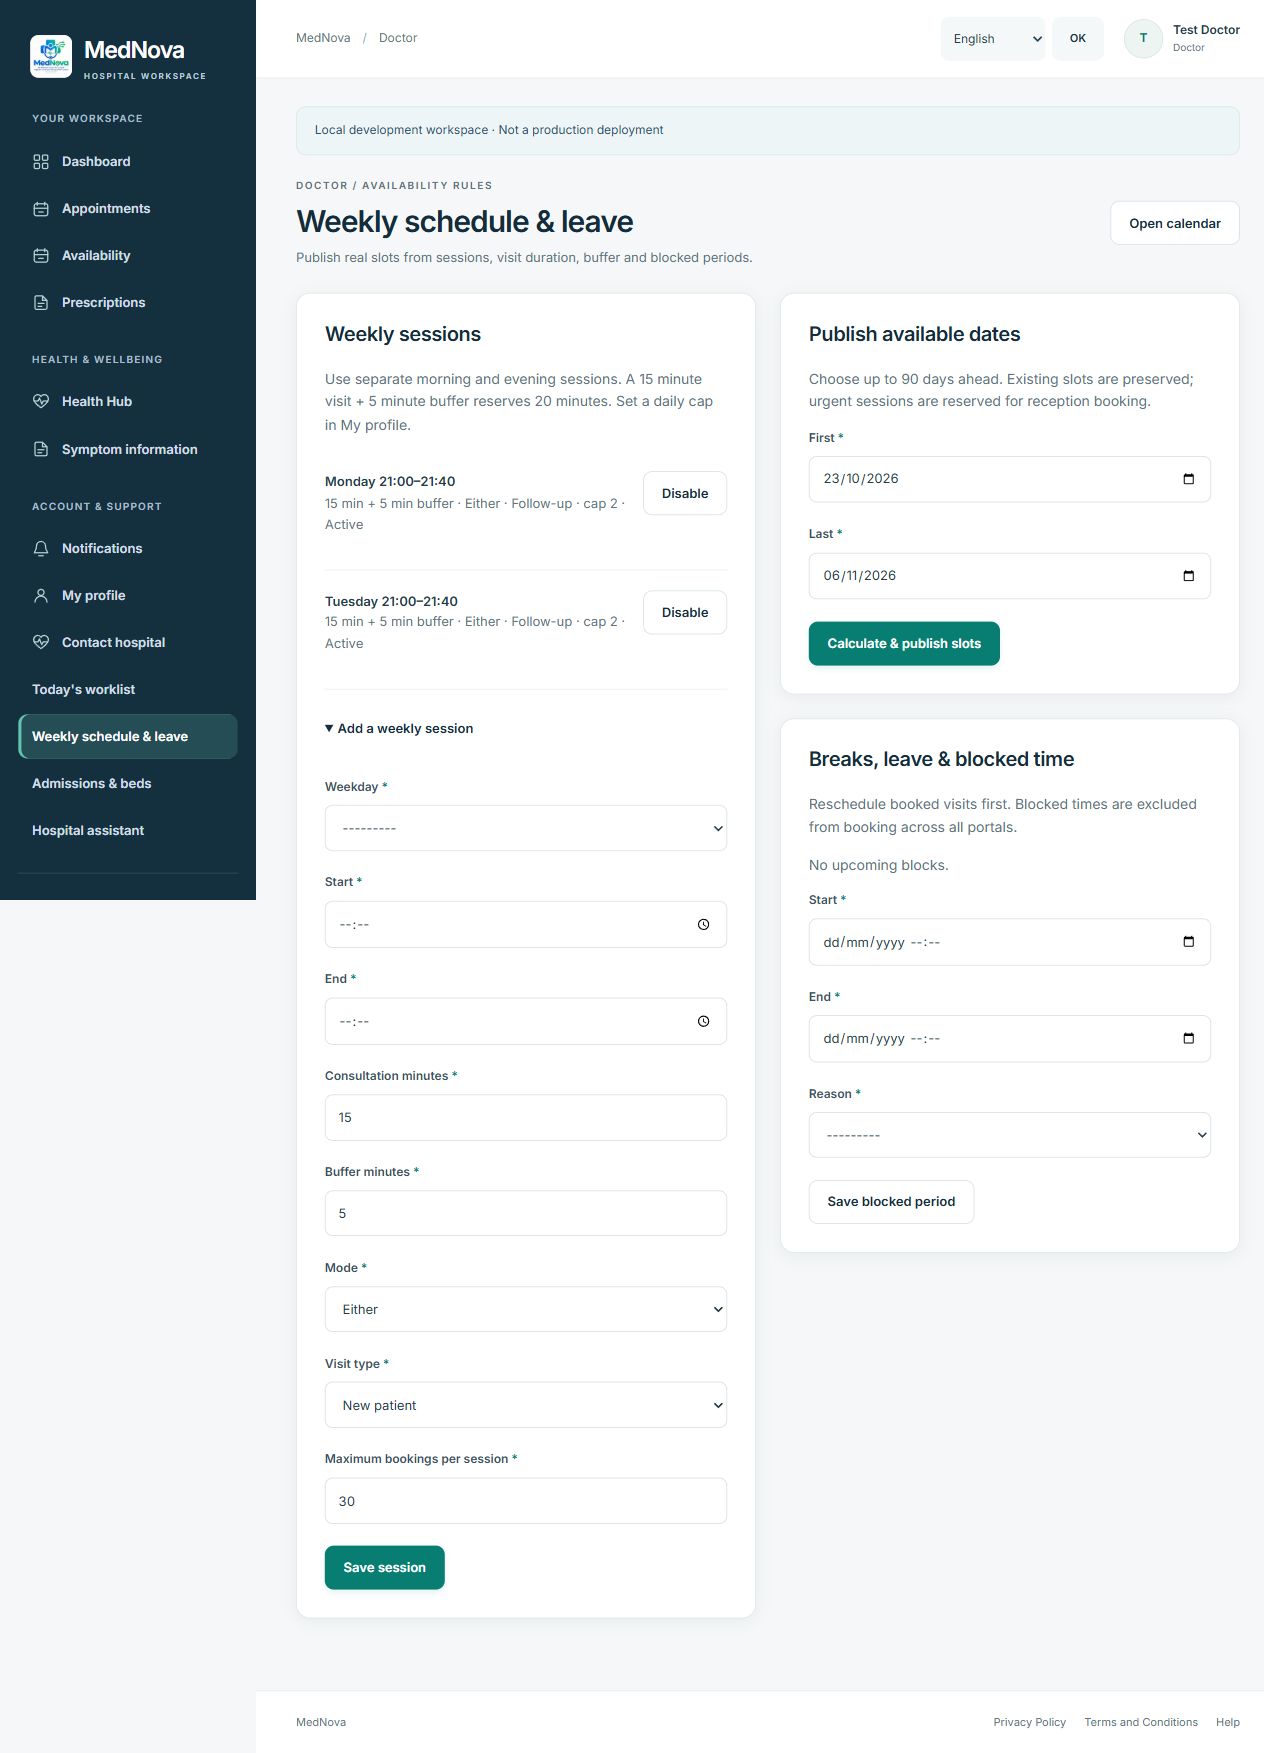 MedNova
HOSPITAL WORKSPACE
YOUR WORKSPACE
Dashboard
Appointments
Availability
Prescriptions
HEALTH & WELLBEING
Health Hub
Symptom information
ACCOUNT & SUPPORT
Notifications
My profile
Contact hospital
Today's worklist
Weekly schedule & leave
Admissions & beds
Hospital assistant
MedNova / Doctor
English
OK
T
Test Doctor
Doctor
Local development workspace · Not a production deployment
DOCTOR / AVAILABILITY RULES
Weekly schedule & leave
Publish real slots from sessions, visit duration, buffer and blocked periods.
Open calendar
Weekly sessions
Use separate morning and evening sessions. A 15 minute
visit + 5 minute buffer reserves 20 minutes. Set a daily cap
in My profile.
Monday 21:00–21:40
15 min + 5 min buffer · Either · Follow-up · cap 2 ·
Active
Disable
Tuesday 21:00–21:40
15 min + 5 min buffer · Either · Follow-up · cap 2 ·
Active
Disable
▼ Add a weekly session
Weekday *
---------
Start *
--:--
End *
--:--
Consultation minutes *
15
Buffer minutes *
5
Mode *
Either
Visit type *
New patient
Maximum bookings per session *
30
Save session
Publish available dates
Choose up to 90 days ahead. Existing slots are preserved;
urgent sessions are reserved for reception booking.
First *
23/10/2026
Last *
06/11/2026
Calculate & publish slots
Breaks, leave & blocked time
Reschedule booked visits first. Blocked times are excluded
from booking across all portals.
No upcoming blocks.
Start *
dd/mm/yyyy --:--
End *
dd/mm/yyyy --:--
Reason *
---------
Save blocked period
MedNova
Privacy Policy
Terms and Conditions
Help